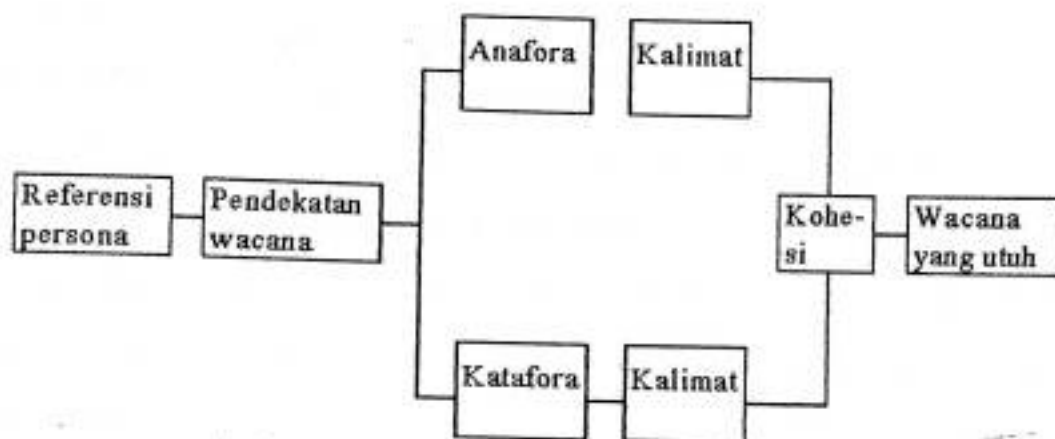 Anafora
Kalimat
Referensi
persona
Pendekatan
wacana
Kohe-
si
Wacana
yang utuh
Katafora
Kalimat